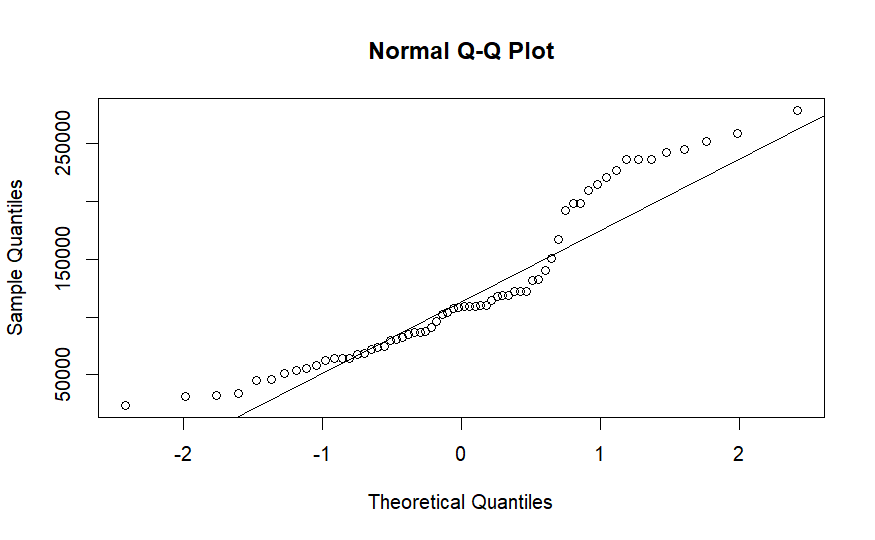 Normal Q-Q Plot
250000
150000
50000
Sample Quantiles
-2 -1 0 1 2
Theoretical Quantiles